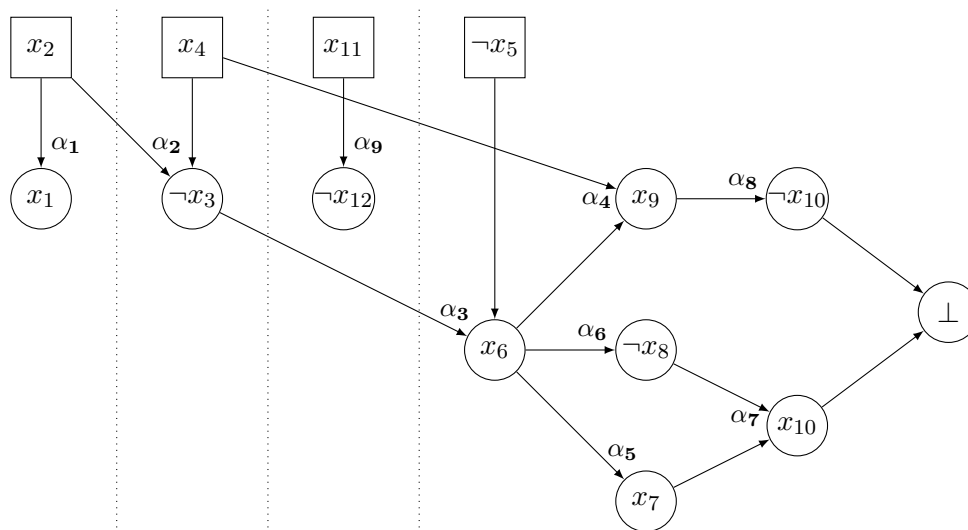 x₂ x₄ x₁₁ ¬x₅
α₁ α₂ α₉
x₁ ¬x₃ ¬x₁₂ α₄ x₉ α₈ ¬x₁₀
α₃ ⊥
x₆ α₆ ¬x₈
α₇ x₁₀
α₅
x₇